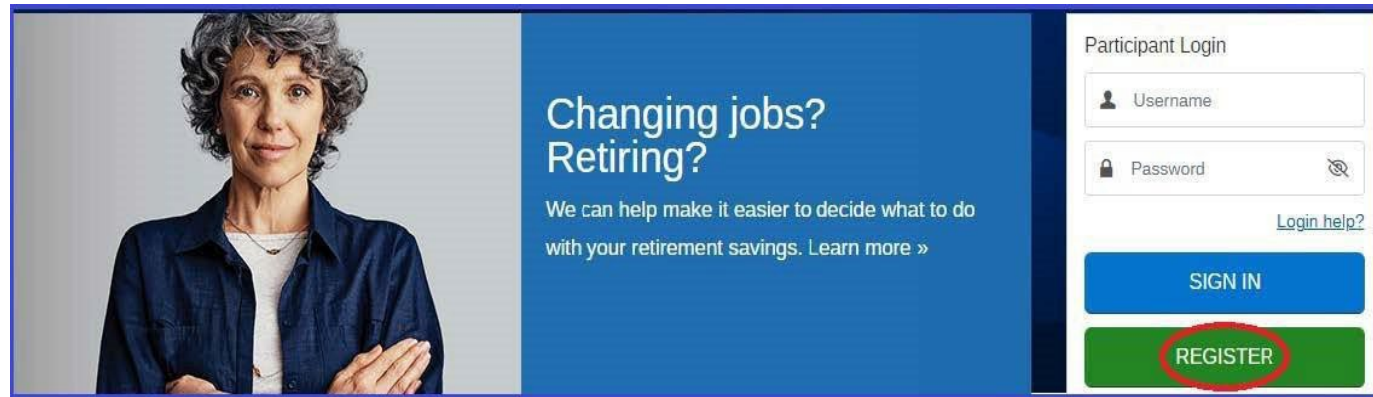 Changing jobs?
Retiring?
We can help make it easier to decide what to do
with your retirement savings. Learn more »
Participant Login
Username
Password
Login help?
SIGN IN
REGISTER